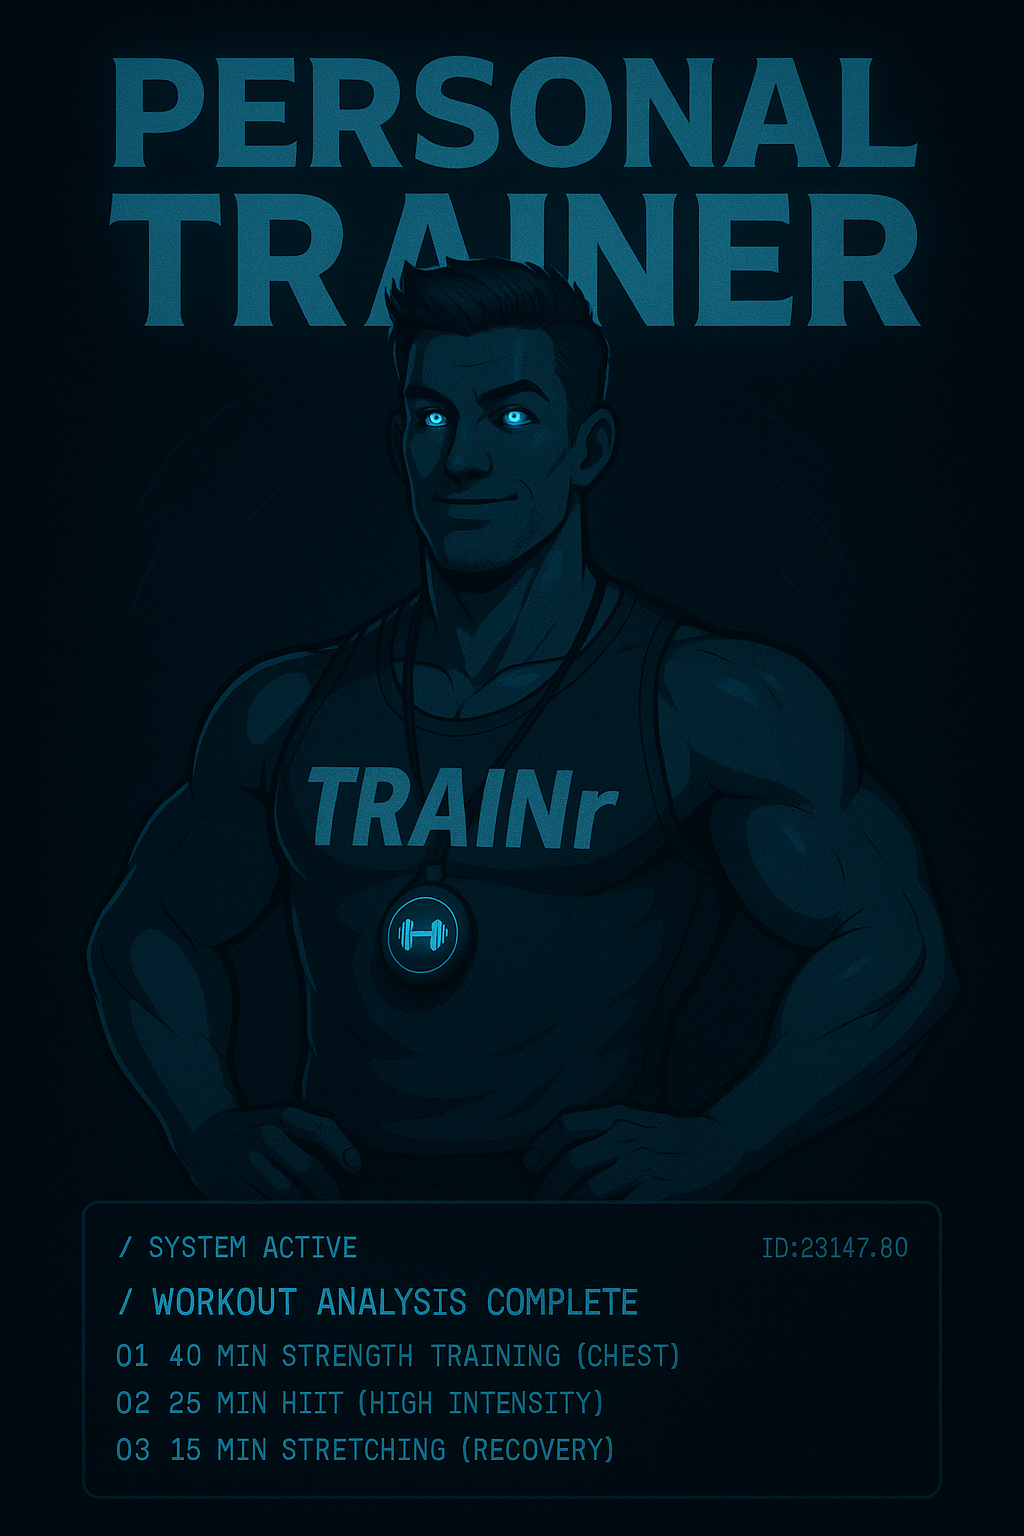 PERSONAL
TRAINER
TRAINr
/ SYSTEM ACTIVE
ID:23147.80
/ WORKOUT ANALYSIS COMPLETE
01 40 MIN STRENGTH TRAINING (CHEST)
02 25 MIN HIIT (HIGH INTENSITY)
03 15 MIN STRETCHING (RECOVERY)